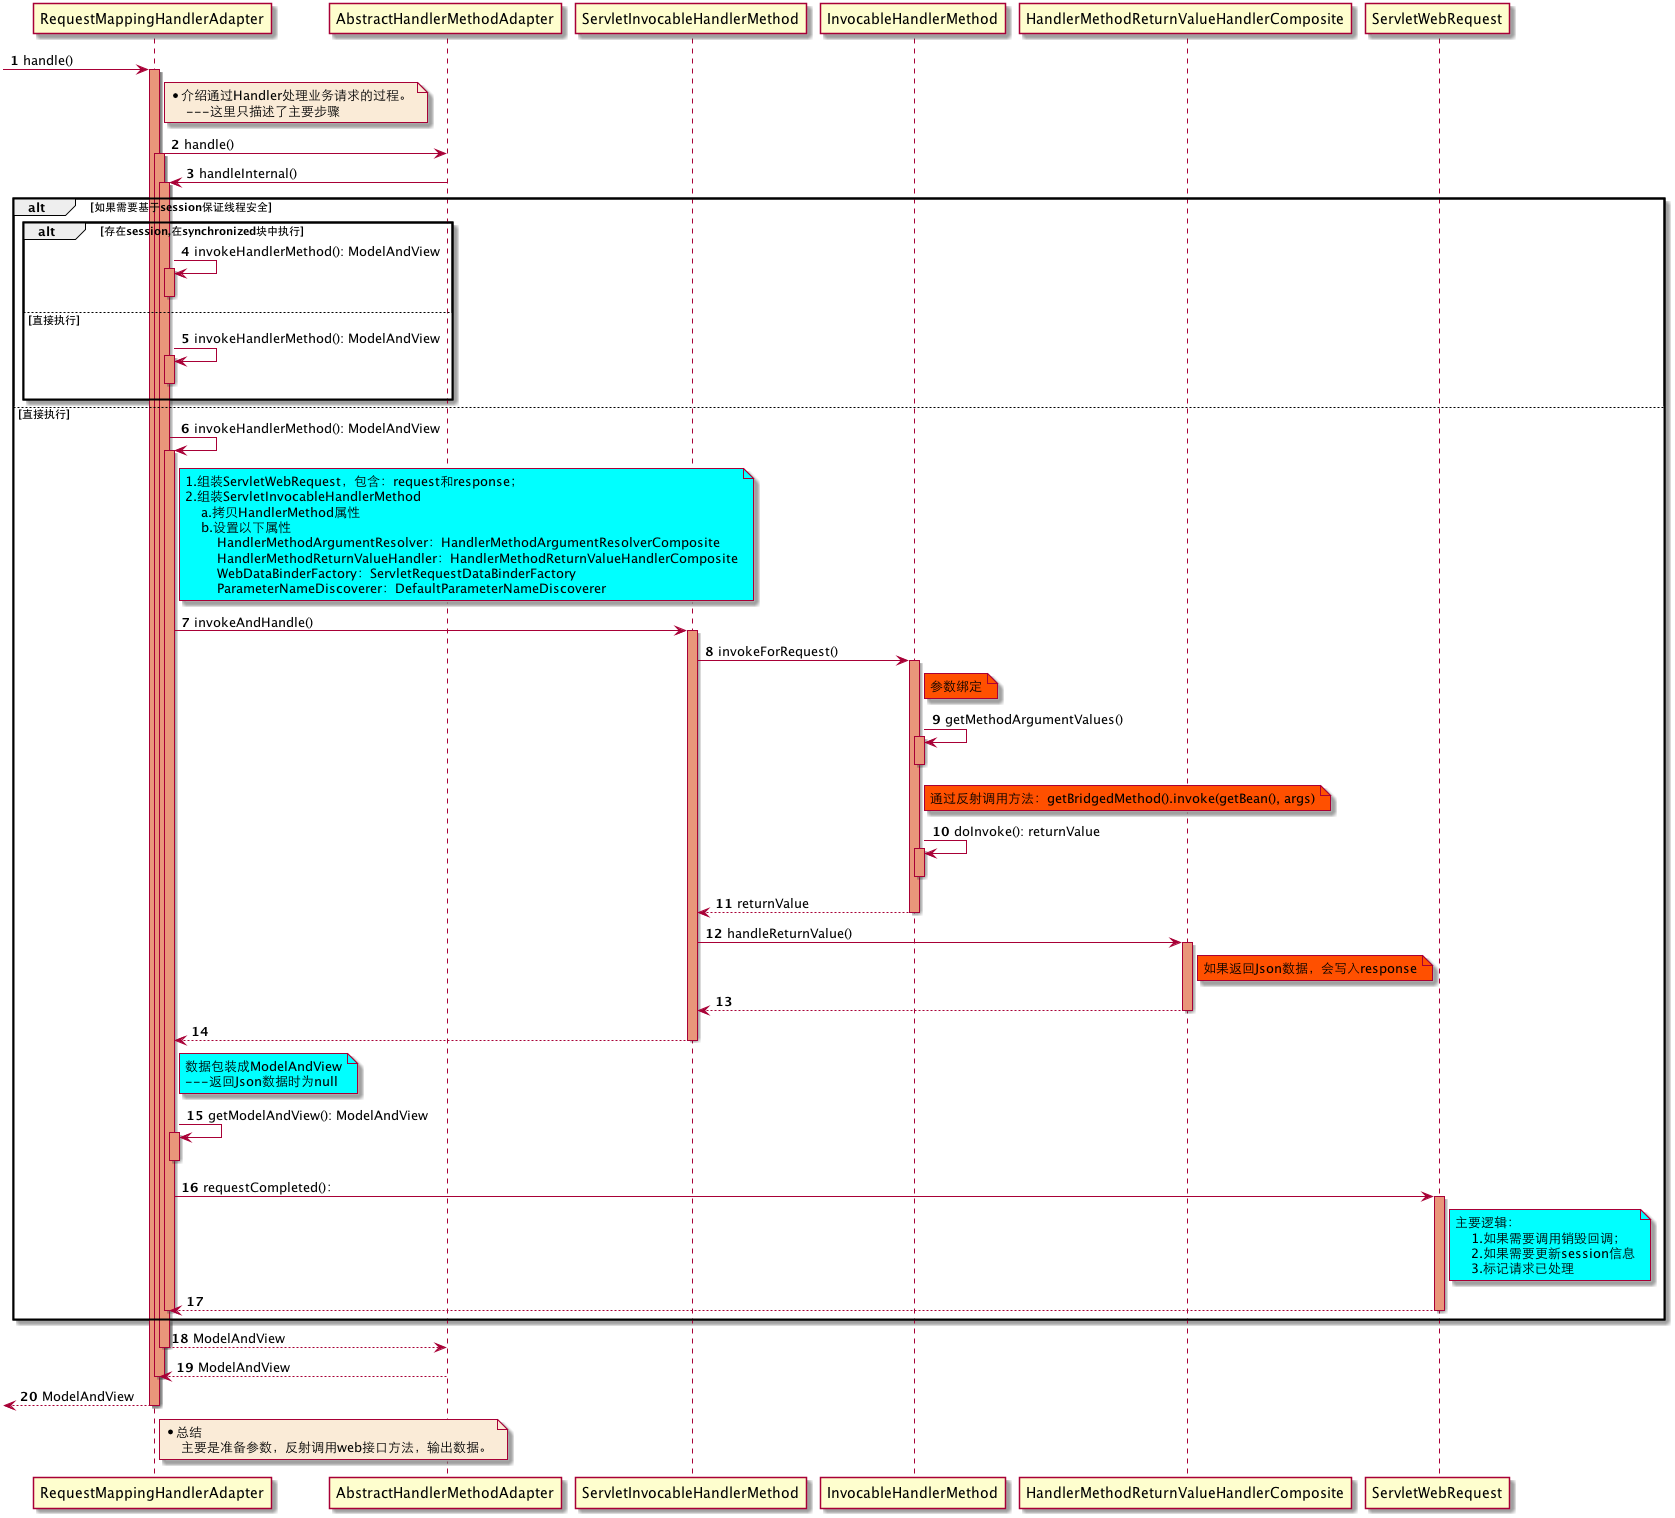 RequestMappingHandlerAdapter
AbstractHandlerMethodAdapter
ServletInvocableHandlerMethod
InvocableHandlerMethod
HandlerMethodReturnValueHandlerComposite
ServletWebRequest
1 handle()
•介绍通过Handler处理业务请求的过程。
---这里只描述了主要步骤
2 handle()
3 handleInternal()
alt [如果需要基于session保证线程安全]
alt [存在session,在synchronized块中执行]
4 invokeHandlerMethod(): ModelAndView
[直接执行]
5 invokeHandlerMethod(): ModelAndView
[直接执行]
6 invokeHandlerMethod(): ModelAndView
1.组装ServletWebRequest，包含：request和response；
2.组装ServletInvocableHandlerMethod
a.拷贝HandlerMethod属性
b.设置以下属性
HandlerMethodArgumentResolver：HandlerMethodArgumentResolverComposite
HandlerMethodReturnValueHandler：HandlerMethodReturnValueHandlerComposite
WebDataBinderFactory：ServletRequestDataBinderFactory
ParameterNameDiscoverer：DefaultParameterNameDiscoverer
7 invokeAndHandle()
8 invokeForRequest()
参数绑定
9 getMethodArgumentValues()
通过反射调用方法：getBridgedMethod().invoke(getBean(), args)
10 doInvoke(): returnValue
11 returnValue
12 handleReturnValue()
如果返回Json数据，会写入response
13
14
数据包装成ModelAndView
---返回Json数据时为null
15 getModelAndView(): ModelAndView
16 requestCompleted()：
主要逻辑：
1.如果需要调用销毁回调；
2.如果需要更新session信息
3.标记请求已处理
17
18 ModelAndView
19 ModelAndView
20 ModelAndView
•总结
主要是准备参数，反射调用web接口方法，输出数据。
RequestMappingHandlerAdapter
AbstractHandlerMethodAdapter
ServletInvocableHandlerMethod
InvocableHandlerMethod
HandlerMethodReturnValueHandlerComposite
ServletWebRequest